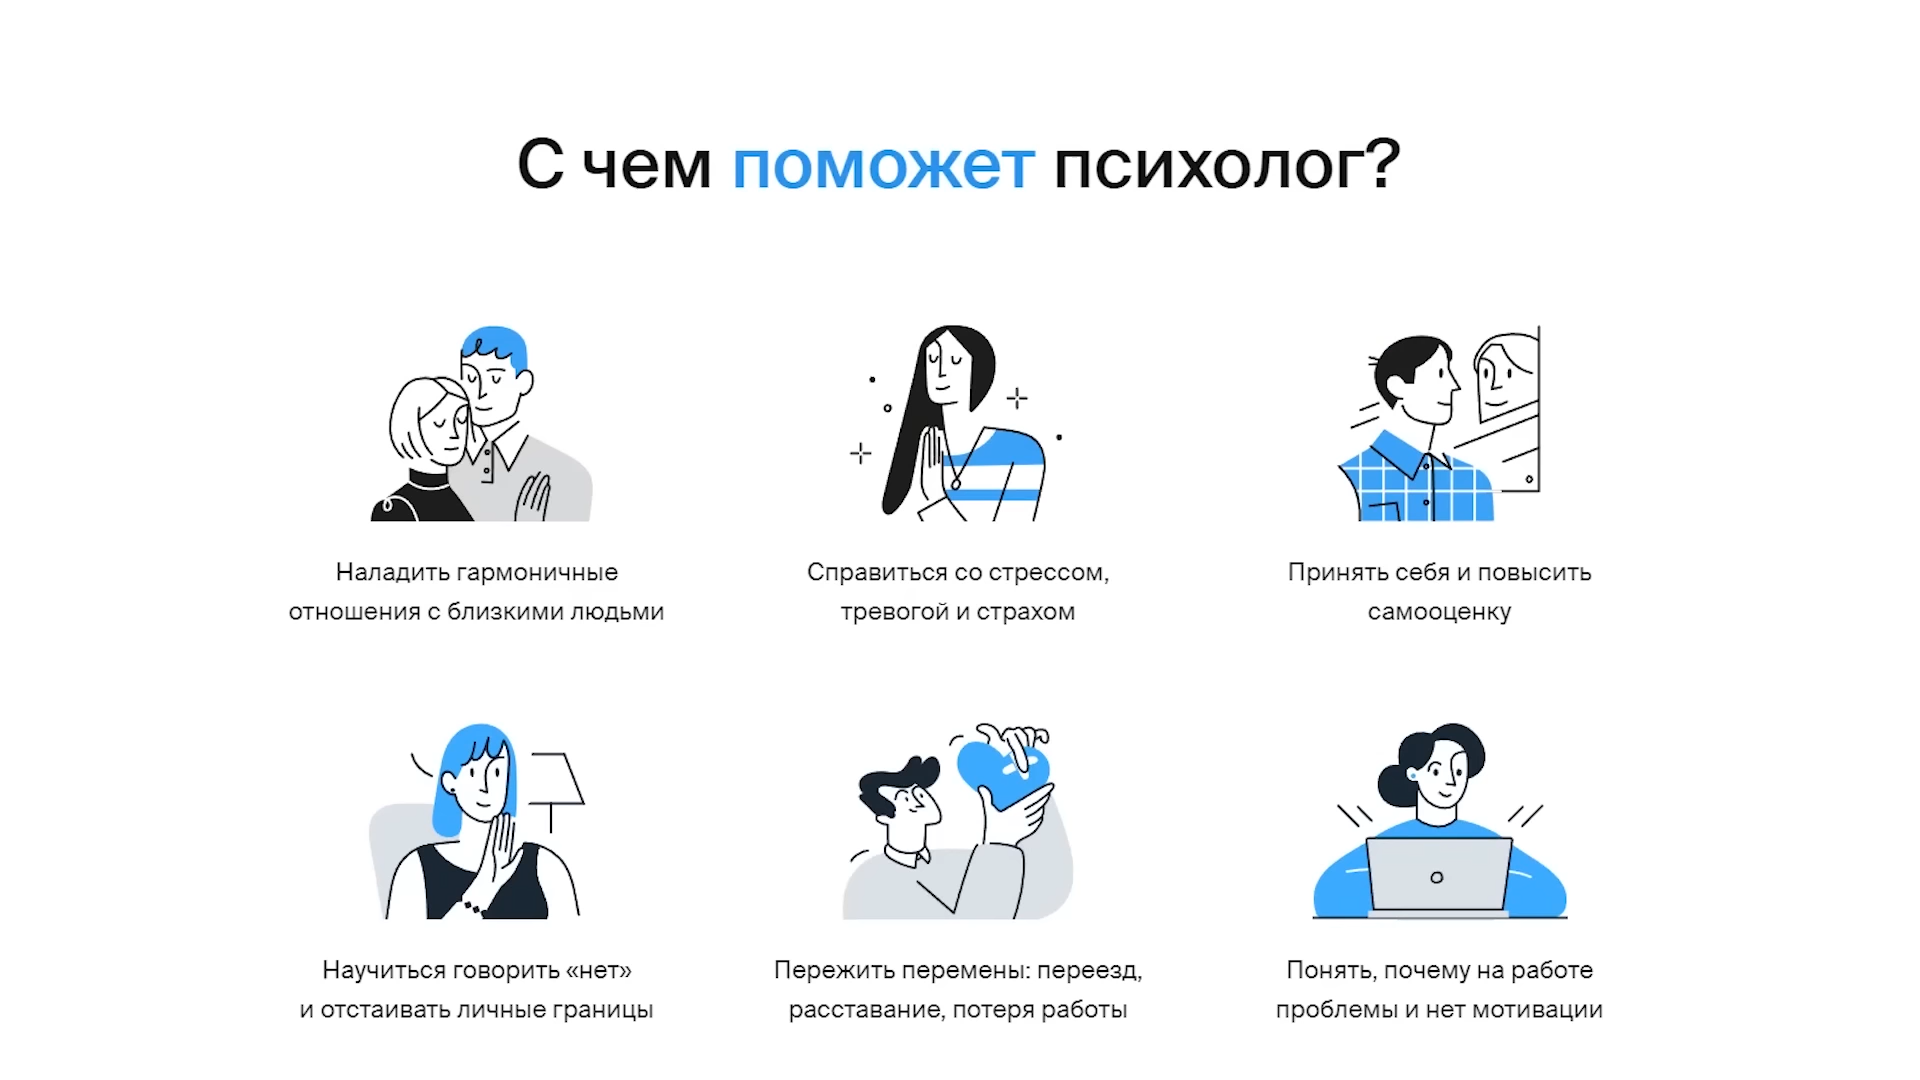 С чем поможет психолог?
Наладить гармоничные
отношения с близкими людьми
Справиться со стрессом,
тревогой и страхом
Принять себя и повысить
самооценку
Научиться говорить «нет»
и отстаивать личные границы
Пережить перемены: переезд,
расставание, потеря работы
Понять, почему на работе
проблемы и нет мотивации